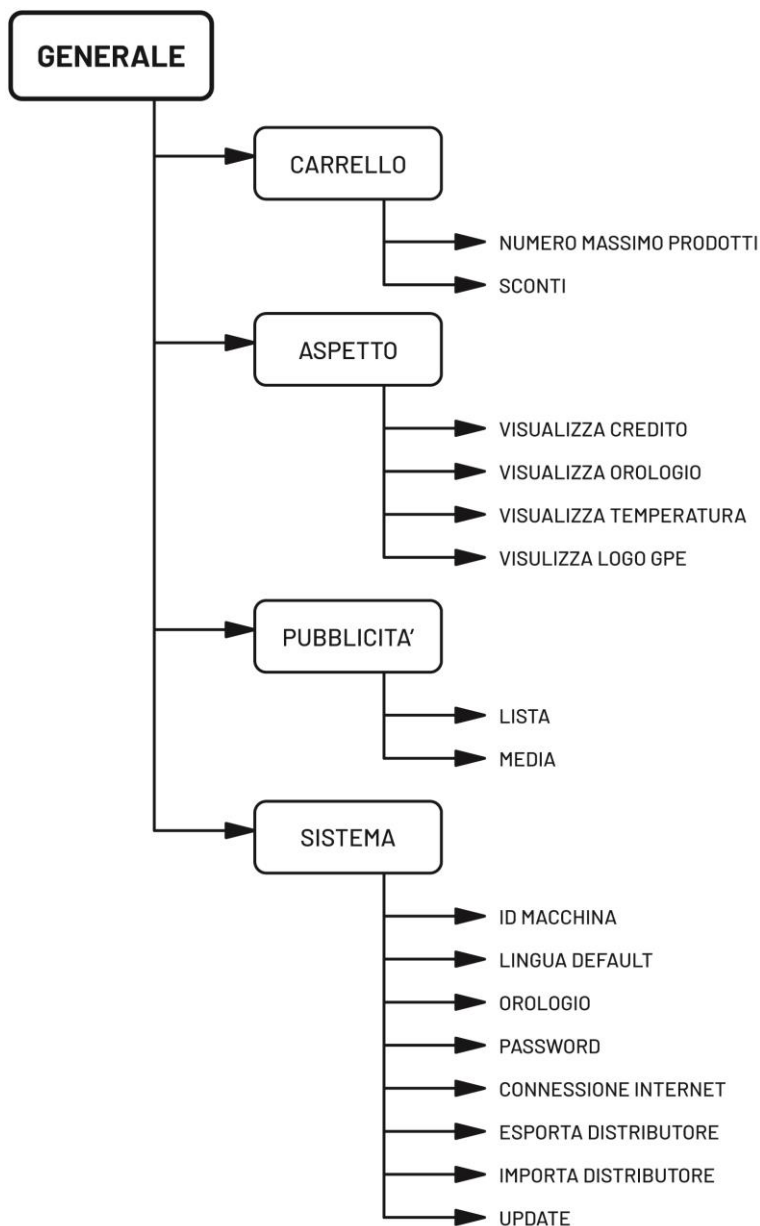 GENERALE
CARRELLO
NUMERO MASSIMO PRODOTTI
SCONTI
ASPETTO
VISUALIZZA CREDITO
VISUALIZZA OROLOGIO
VISUALIZZA TEMPERATURA
VISULIZZA LOGO GPE
PUBBLICITA’
LISTA
MEDIA
SISTEMA
ID MACCHINA
LINGUA DEFAULT
OROLOGIO
PASSWORD
CONNESSIONE INTERNET
ESPORTA DISTRIBUTORE
IMPORTA DISTRIBUTORE
UPDATE